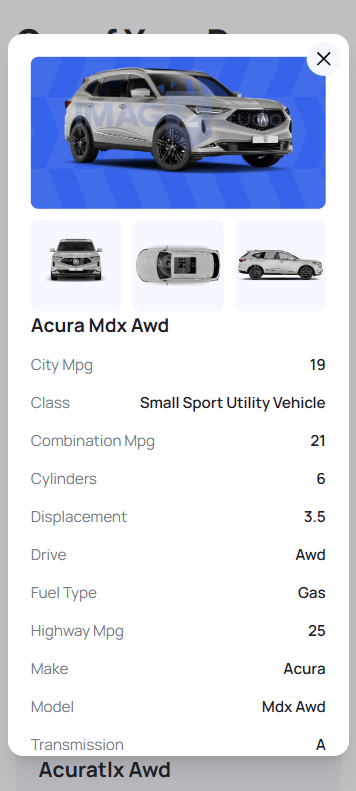 Acura Mdx Awd
City Mpg 19
Class Small Sport Utility Vehicle
Combination Mpg 21
Cylinders 6
Displacement 3.5
Drive Awd
Fuel Type Gas
Highway Mpg 25
Make Acura
Model Mdx Awd
Transmission A
Acuratlx Awd